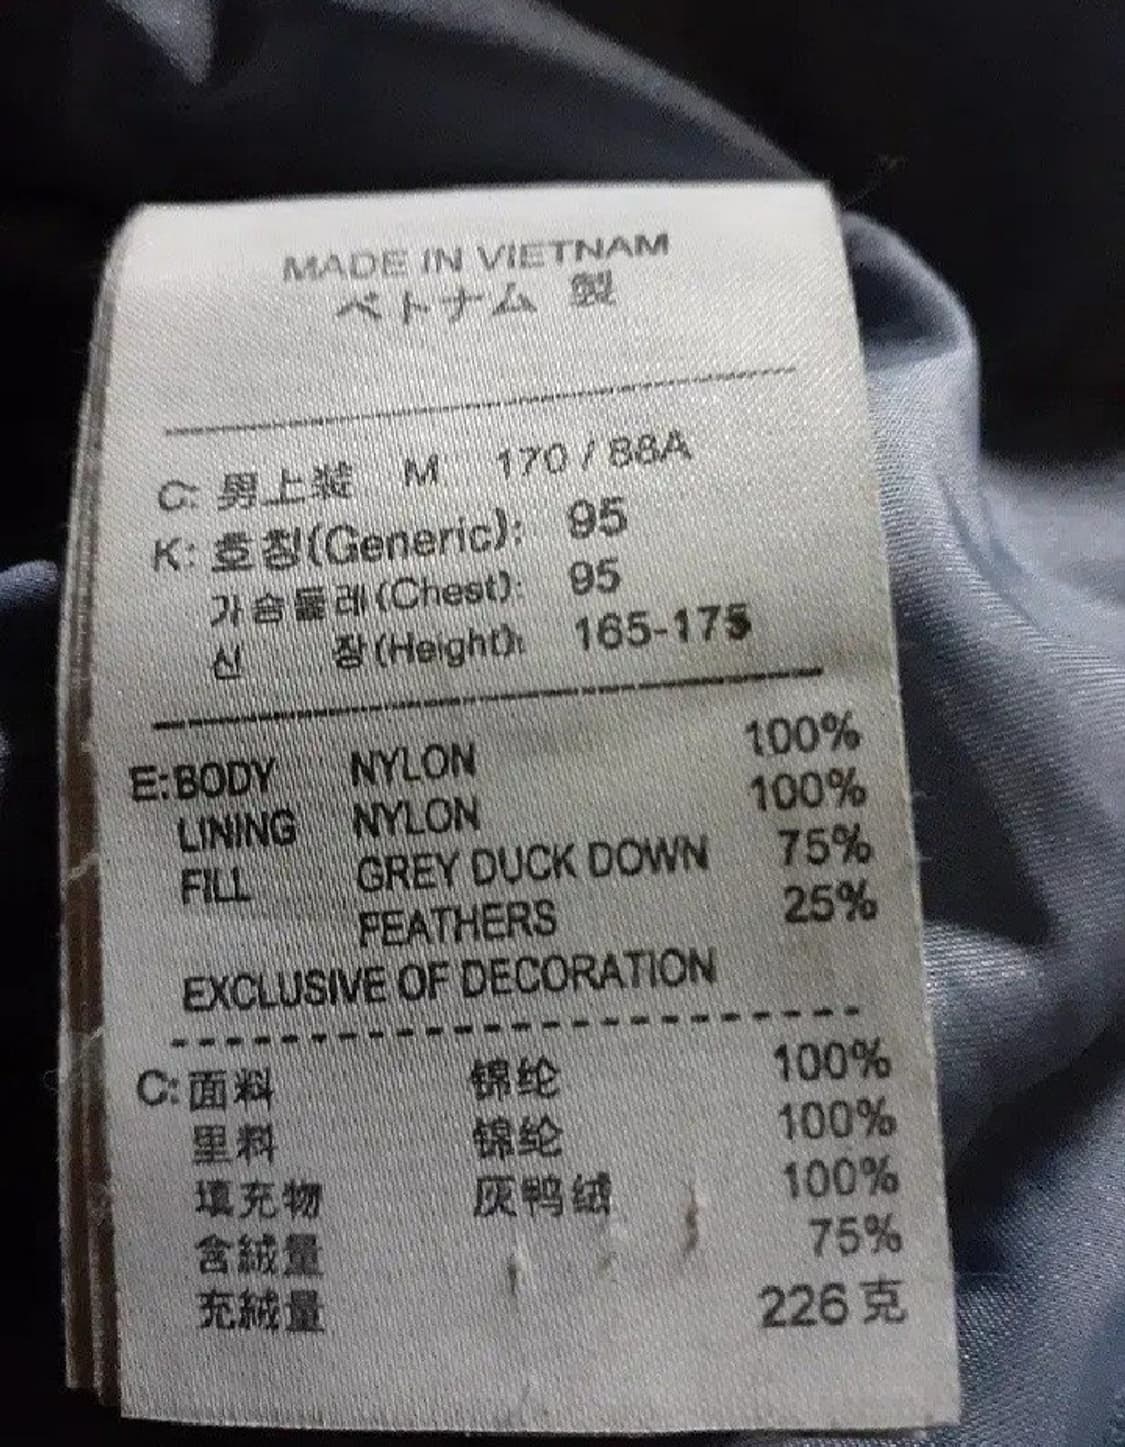 MADE IN VIETNAM
ベトナム 製
C: 男上装 M 170 / 88A
K: 호칭(Generic): 95
가슴둘레(Chest): 95
신 장(Height): 165-175
E:BODY NYLON 100%
LINING NYLON 100%
FILL GREY DUCK DOWN 75%
FEATHERS 25%
EXCLUSIVE OF DECORATION
C:面料 锦纶 100%
里料 锦纶 100%
填充物 灰鸭绒 100%
含絨量 75%
充絨量 226 克